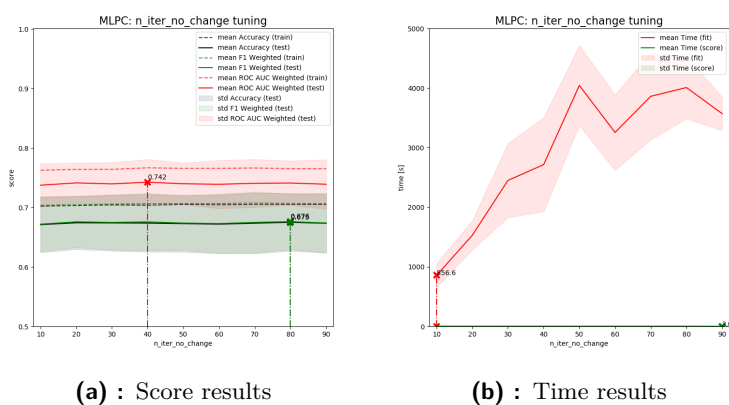 MLPC: n_iter_no_change tuning
1.0
0.9
0.8
0.7
0.6
0.5
score
mean Accuracy (train)
mean Accuracy (test)
mean F1 Weighted (train)
mean F1 Weighted (test)
mean ROC AUC Weighted (train)
mean ROC AUC Weighted (test)
std Accuracy (test)
std F1 Weighted (test)
std ROC AUC Weighted (test)
0.742
0.675
10 20 30 40 50 60 70 80 90
n_iter_no_change
MLPC: n_iter_no_change tuning
5000
4000
3000
2000
1000
0
time [s]
mean Time (fit)
mean Time (score)
std Time (fit)
std Time (score)
856.6
10 20 30 40 50 60 70 80 90
n_iter_no_change
(a) : Score results
(b) : Time results